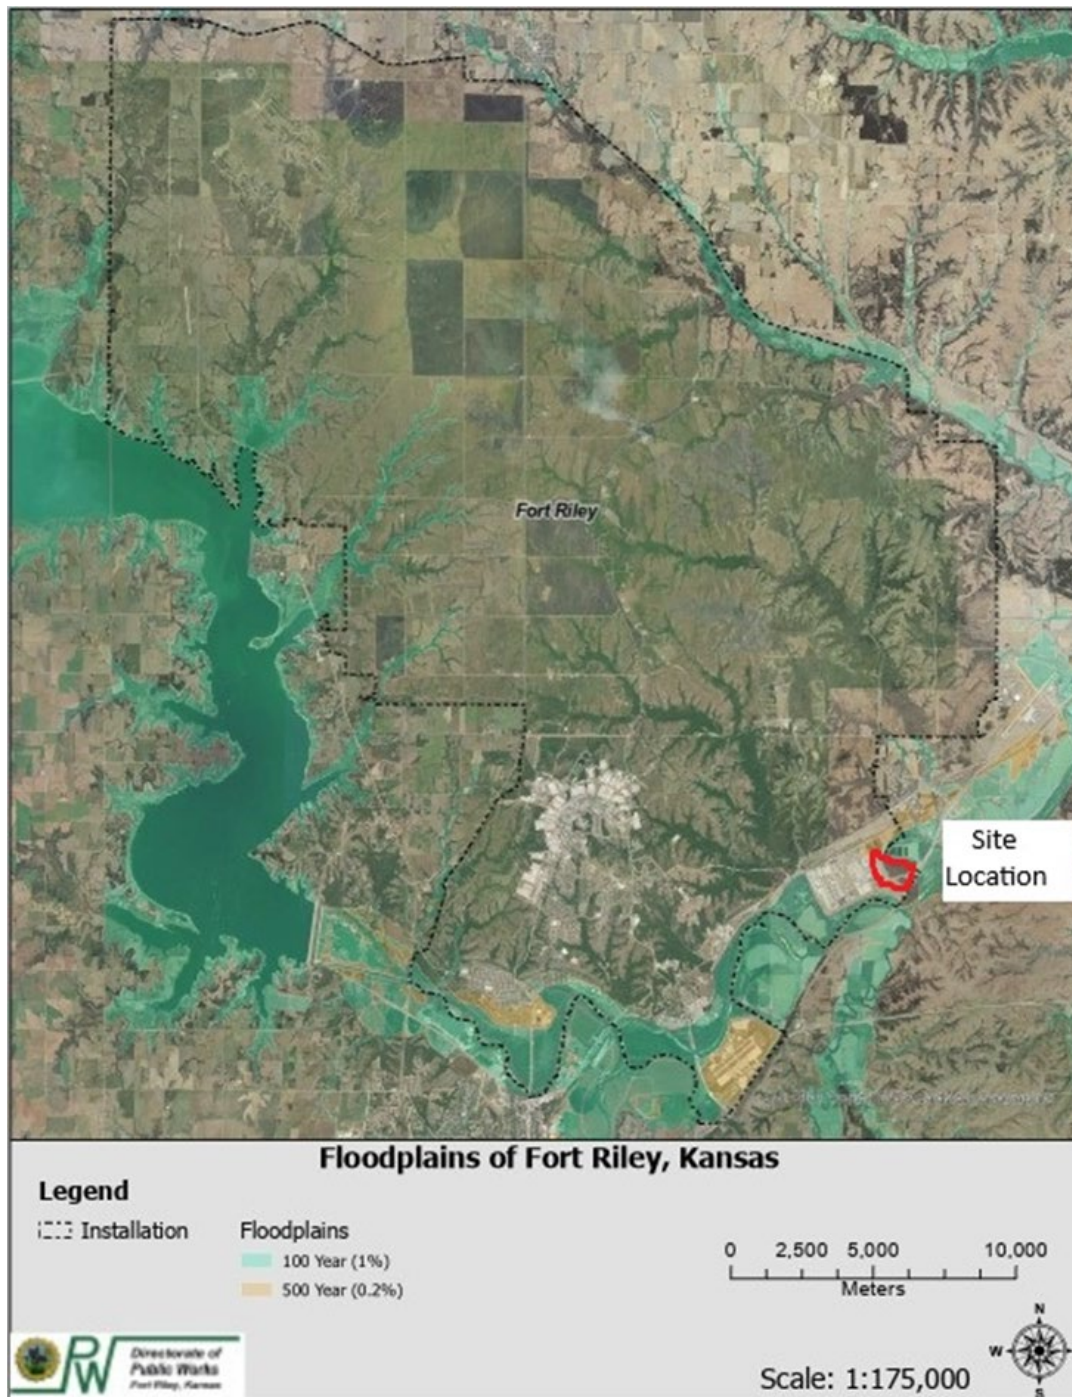 Fort Riley
Site
Location
Floodplains of Fort Riley, Kansas
Legend
Installation
Floodplains
100 Year (1%)
500 Year (0.2%)
0 2,500 5,000 10,000
Meters
N
W
S
Scale: 1:175,000
PW
Directorate of
Public Works
Fort Riley, Kansas